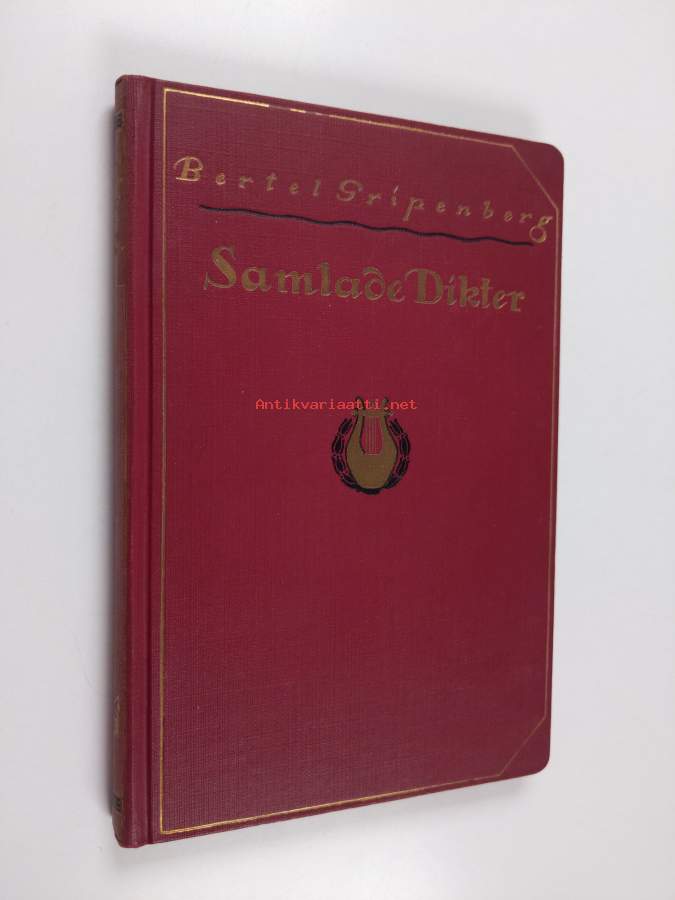 Bertel Gripenberg
Samlade Dikter
Antikvariaatti.net